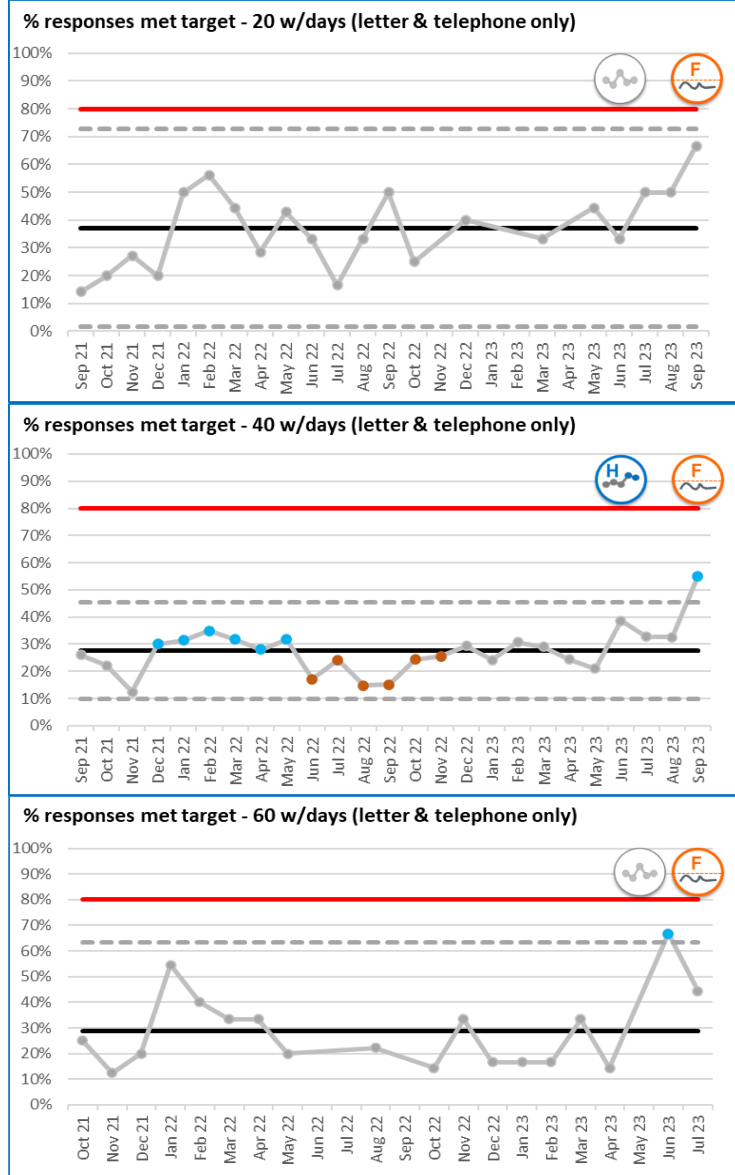 % responses met target - 20 w/days (letter & telephone only)
F
100%
90%
80%
70%
60%
50%
40%
30%
20%
10%
0%
Sep 21
Oct 21
Nov 21
Dec 21
Jan 22
Feb 22
Mar 22
Apr 22
May 22
Jun 22
Jul 22
Aug 22
Sep 22
Oct 22
Nov 22
Dec 22
Jan 23
Feb 23
Mar 23
Apr 23
May 23
Jun 23
Jul 23
Aug 23
Sep 23
% responses met target - 40 w/days (letter & telephone only)
H
F
100%
90%
80%
70%
60%
50%
40%
30%
20%
10%
0%
Sep 21
Oct 21
Nov 21
Dec 21
Jan 22
Feb 22
Mar 22
Apr 22
May 22
Jun 22
Jul 22
Aug 22
Sep 22
Oct 22
Nov 22
Dec 22
Jan 23
Feb 23
Mar 23
Apr 23
May 23
Jun 23
Jul 23
Aug 23
Sep 23
% responses met target - 60 w/days (letter & telephone only)
F
100%
90%
80%
70%
60%
50%
40%
30%
20%
10%
0%
Oct 21
Nov 21
Dec 21
Jan 22
Feb 22
Mar 22
Apr 22
May 22
Jun 22
Jul 22
Aug 22
Sep 22
Oct 22
Nov 22
Dec 22
Jan 23
Feb 23
Mar 23
Apr 23
May 23
Jun 23
Jul 23